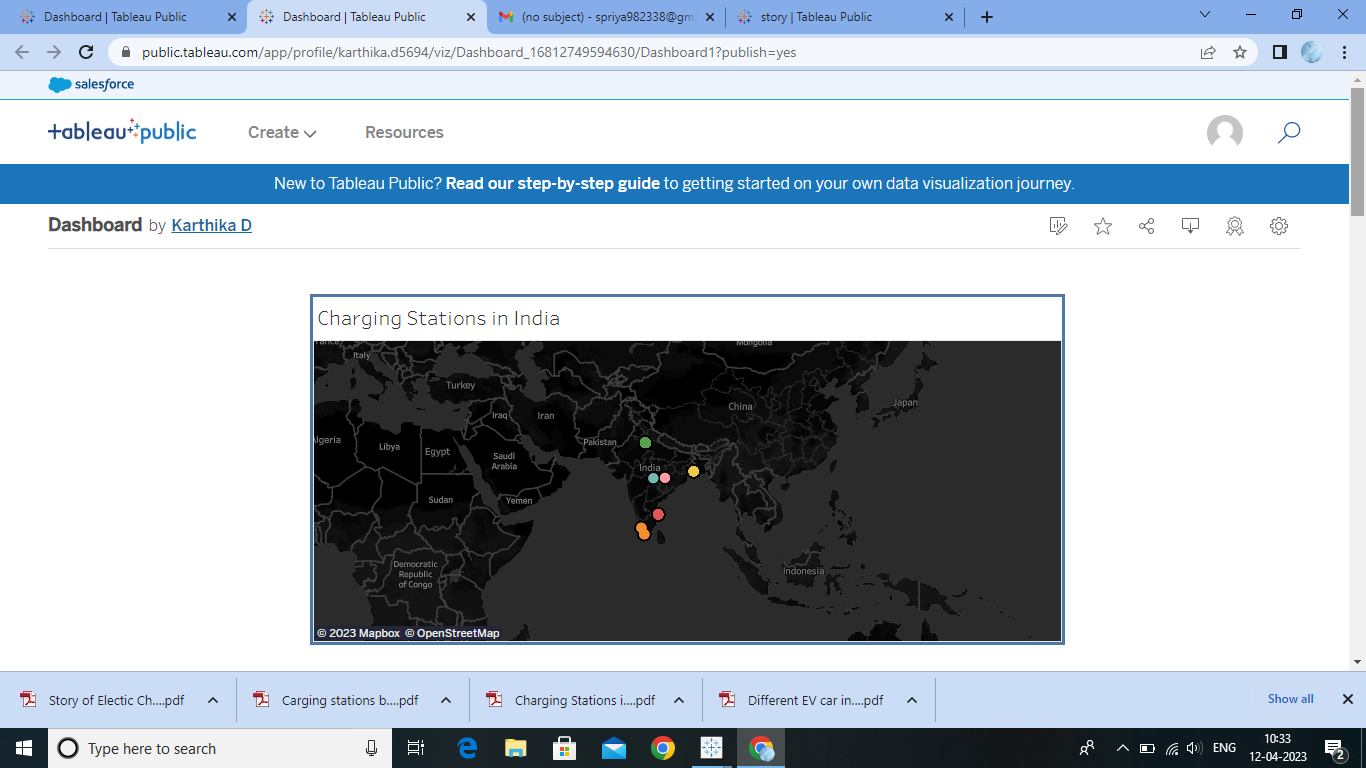 Dashboard | Tableau Public
Dashboard | Tableau Public
(no subject) - spriya982338@gm
story | Tableau Public
public.tableau.com/app/profile/karthika.d5694/viz/Dashboard_16812749594630/Dashboard1?publish=yes
salesforce
+ableau public
Create
Resources
New to Tableau Public? Read our step-by-step guide to getting started on your own data visualization journey.
Dashboard by Karthika D
Charging Stations in India
France
Mongolia
Italy
Turkey
China
Japan
Iraq
Iran
Algeria
Libya
Egypt
Pakistan
Saudi
Arabia
India
Sudan
Yemen
Democratic
Republic
of Congo
Indonesia
© 2023 Mapbox © OpenStreetMap
Story of Electic Ch....pdf
Carging stations b....pdf
Charging Stations i....pdf
Different EV car in....pdf
Show all
Type here to search
ENG
10:33
12-04-2023
2